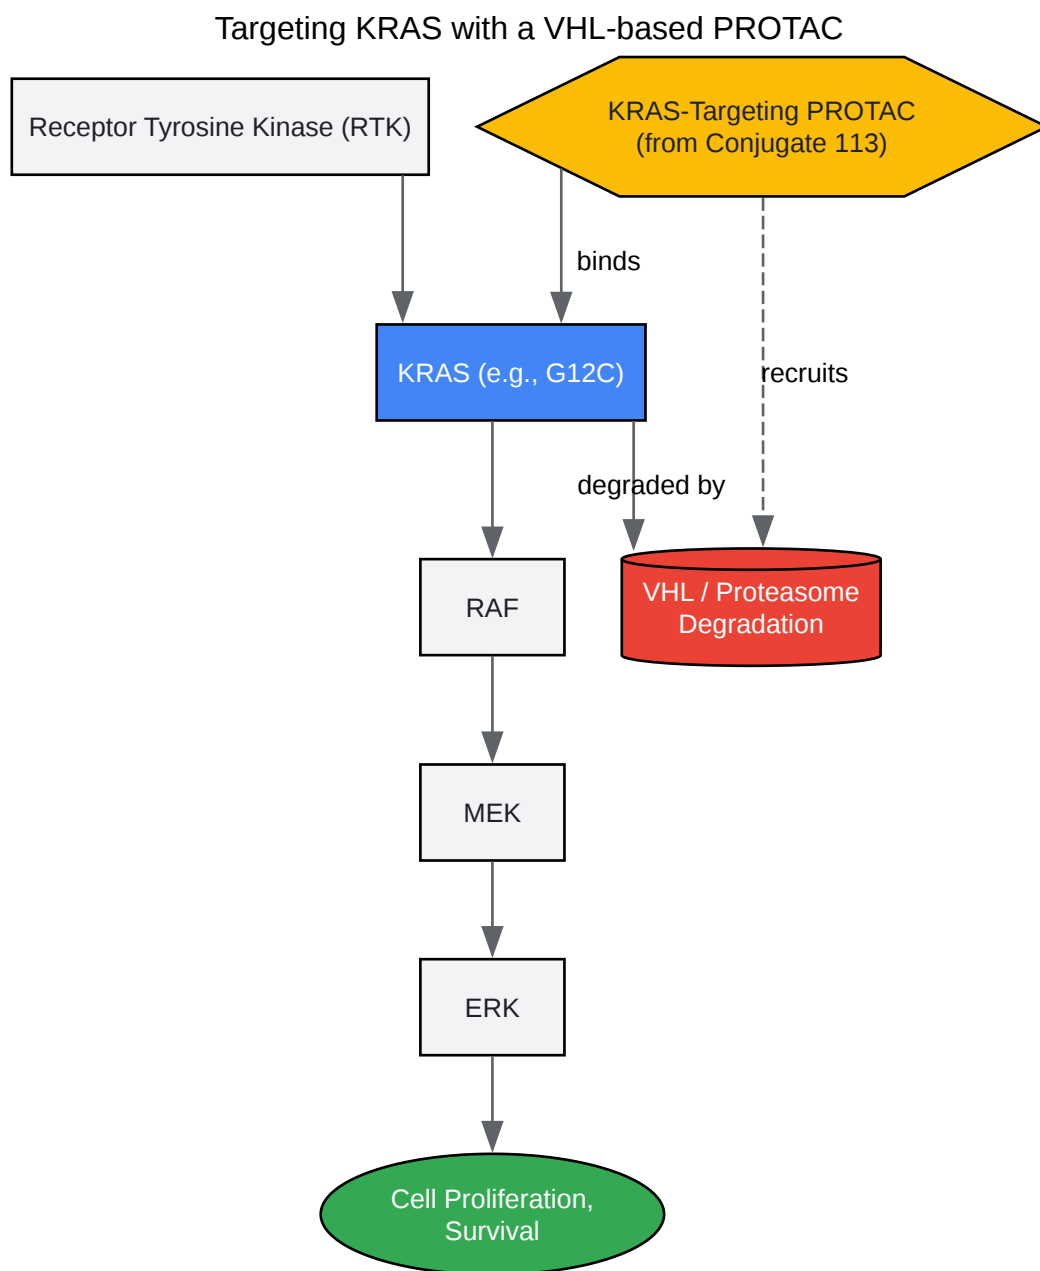 Targeting KRAS with a VHL-based PROTAC
Receptor Tyrosine Kinase (RTK)
KRAS-Targeting PROTAC
(from Conjugate 113)
binds
KRAS (e.g., G12C)
recruits
degraded by
RAF
VHL / Proteasome
Degradation
MEK
ERK
Cell Proliferation,
Survival